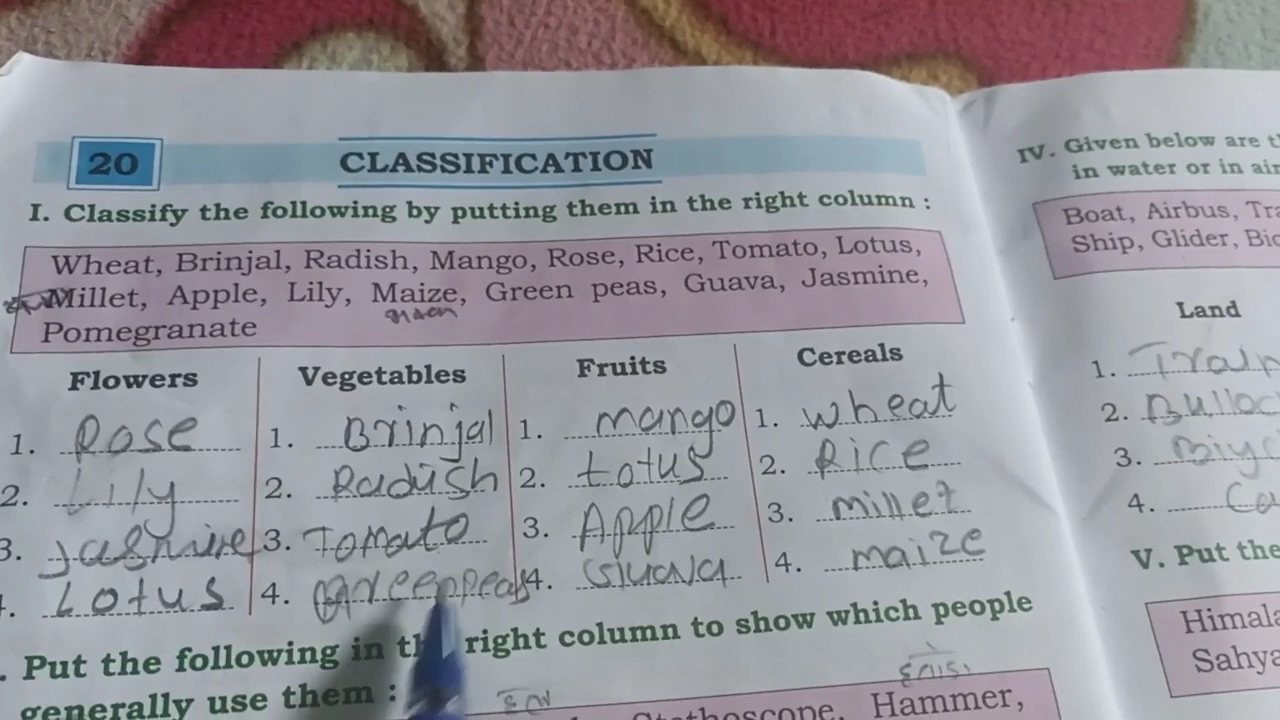 20 CLASSIFICATION
I. Classify the following by putting them in the right column :
Wheat, Brinjal, Radish, Mango, Rose, Rice, Tomato, Lotus,
Millet, Apple, Lily, Maize, Green peas, Guava, Jasmine,
Pomegranate
Flowers Vegetables Fruits Cereals
1. Rose 1. Brinjal 1. mango 1. wheat
2. Lily 2. Radish 2. Lotus 2. Rice
3. Jasmine 3. Tomato 3. Apple 3. millet
. Lotus 4. Greenpeas 4. Guava 4. maize
. Put the following in the right column to show which people
generally use them :
Hammer,
IV. Given below are
in water or in air
Boat, Airbus,
Ship, Glider,
Land
1. Train
2.
3.
4.
V. Put the